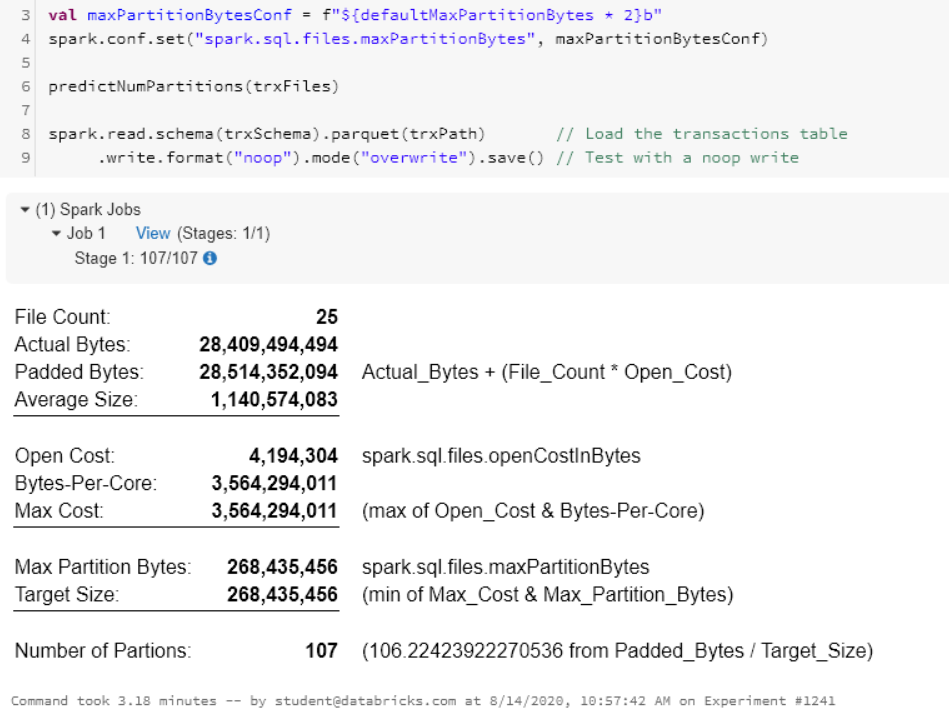 3 val maxPartitionBytesConf = f"${defaultMaxPartitionBytes * 2}b"
4 spark.conf.set("spark.sql.files.maxPartitionBytes", maxPartitionBytesConf)
5
6 predictNumPartitions(trxFiles)
7
8 spark.read.schema(trxSchema).parquet(trxPath) // Load the transactions table
9 .write.format("noop").mode("overwrite").save() // Test with a noop write
(1) Spark Jobs
Job 1 View (Stages: 1/1)
Stage 1: 107/107 i
File Count: 25
Actual Bytes: 28,409,494,494
Padded Bytes: 28,514,352,094 Actual_Bytes + (File_Count * Open_Cost)
Average Size: 1,140,574,083
Open Cost: 4,194,304 spark.sql.files.openCostInBytes
Bytes-Per-Core: 3,564,294,011
Max Cost: 3,564,294,011 (max of Open_Cost & Bytes-Per-Core)
Max Partition Bytes: 268,435,456 spark.sql.files.maxPartitionBytes
Target Size: 268,435,456 (min of Max_Cost & Max_Partition_Bytes)
Number of Partions: 107 (106.22423922270536 from Padded_Bytes / Target_Size)
Command took 3.18 minutes -- by student@databricks.com at 8/14/2020, 10:57:42 AM on Experiment #1241